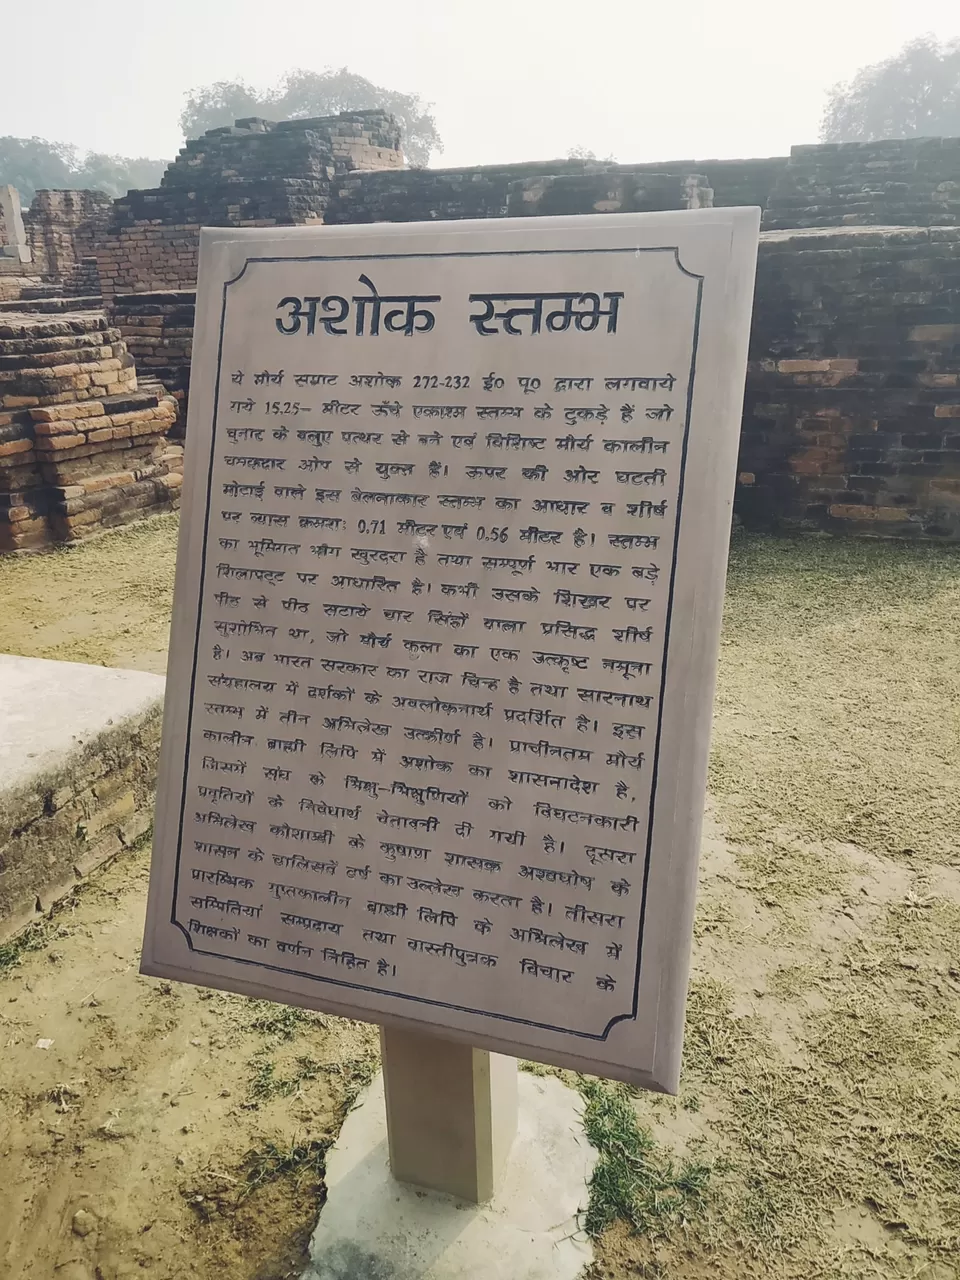 अशोक स्तम्भ
ये मौर्य सम्राट अशोक 272-232 ई० पू० द्वारा लगवाये
गये 15.25– मीटर ऊँचे एकाश्म स्तम्भ के टुकड़े हैं जो
चुनार के बलुए पत्थर से बने एवं विशिष्ट मौर्य कालीन
चमकदार ओप से युक्त हैं। ऊपर की ओर घटती
मोटाई वाले इस बेलनाकार स्तम्भ का आधार व शीर्ष
पर व्यास क्रमशः 0.71 मीटर एवं 0.56 मीटर है। स्तम्भ
का भूमिगत भाग खुरदरा है तथा सम्पूर्ण भार एक बड़े
शिलापट्ट पर आधारित है। कभी उसके शिखर पर
पीठ से पीठ सटाये चार सिंहों वाला प्रसिद्ध शीर्ष
सुशोभित था, जो मौर्य कला का एक उत्कृष्ट नमूना
है। अब भारत सरकार का राज चिन्ह है तथा सारनाथ
संग्रहालय में दर्शकों के अवलोकनार्थ प्रदर्शित है। इस
स्तम्भ में तीन अभिलेख उत्कीर्ण है। प्राचीनतम मौर्य
कालीन ब्राह्मी लिपि में अशोक का शासनादेश है,
जिसमें संघ के भिक्षु–भिक्षुणियों को विघटनकारी
प्रवृतियों के निषेधार्थ चेतावनी दी गयी है। दूसरा
अभिलेख कौशाम्बी के कुषाण शासक अश्वघोष के
शासन के चालिसवें वर्ष का उल्लेख करता है। तीसरा
प्रारम्भिक गुप्तकालीन ब्राह्मी लिपि के अभिलेख में
सम्मितियां सम्प्रदाय तथा वात्सीपुत्रक विचार के
शिक्षकों का वर्णन निहित है।